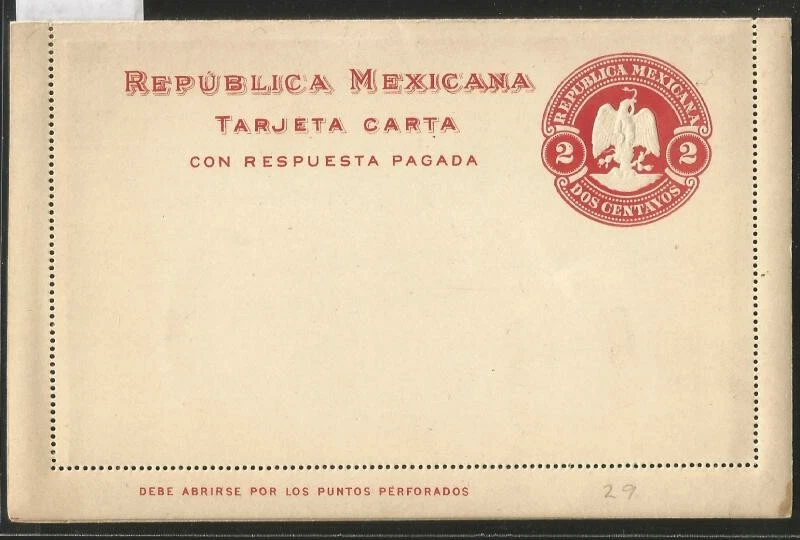 REPÚBLICA MEXICANA
TARJETA CARTA
CON RESPUESTA PAGADA
REPUBLICA MEXICANA
2 2
DOS CENTAVOS
DEBE ABRIRSE POR LOS PUNTOS PERFORADOS
29